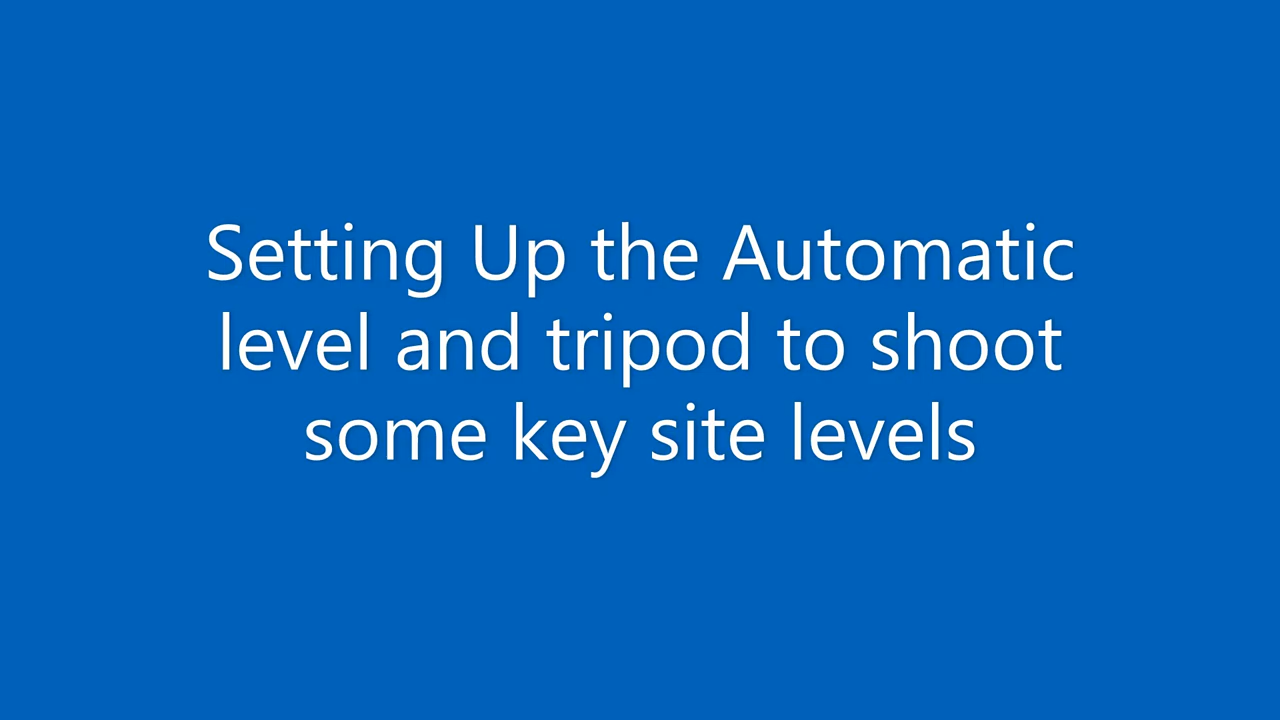 Setting Up the Automatic
level and tripod to shoot
some key site levels